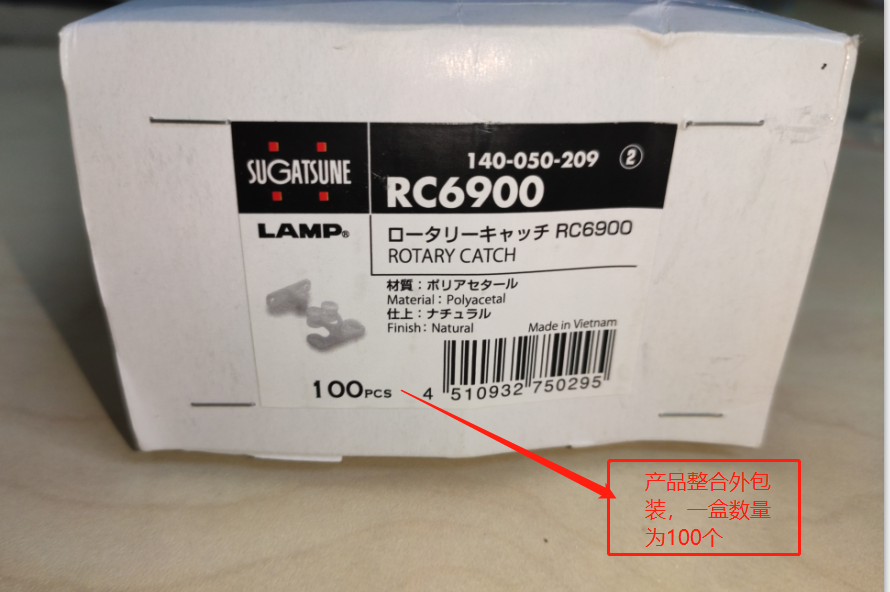 140-050-209 ②
SUGATSUNE
RC6900
LAMP®
ロータリーキャッチ RC6900
ROTARY CATCH
材質：ポリアセタール
Material : Polyacetal
仕上：ナチュラル
Finish : Natural
Made in Vietnam
100PCS
4 510932 750295
产品整合外包
装，一盒数量
为100个